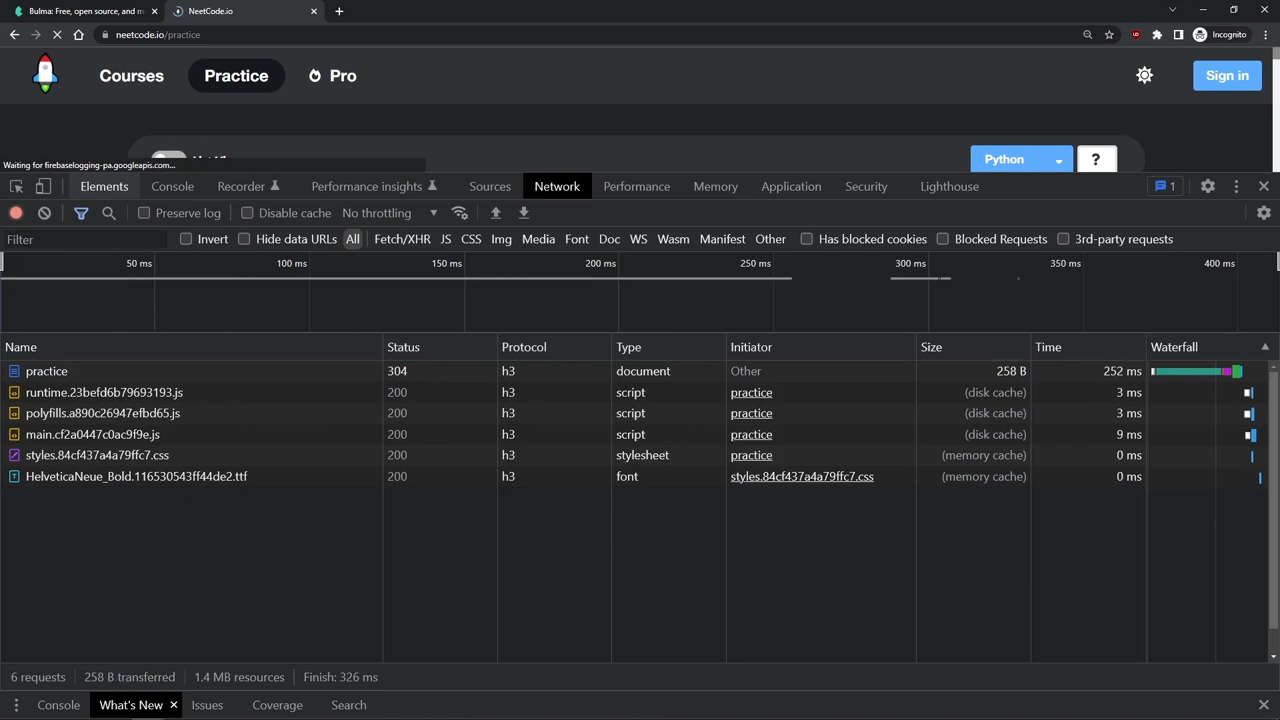 Bulma: Free, open source, and m
NeetCode.io
neetcode.io/practice
Incognito
Courses
Practice
Pro
Sign in
Python
?
Waiting for firebaselogging-pa.googleapis.com...
Elements
Console
Recorder
Performance insights
Sources
Network
Performance
Memory
Application
Security
Lighthouse
1
Preserve log
Disable cache
No throttling
Filter
Invert
Hide data URLs
All
Fetch/XHR
JS
CSS
Img
Media
Font
Doc
WS
Wasm
Manifest
Other
Has blocked cookies
Blocked Requests
3rd-party requests
50 ms
100 ms
150 ms
200 ms
250 ms
300 ms
350 ms
400 ms
Name Status Protocol Type Initiator Size Time Waterfall
practice 304 h3 document Other 258 B 252 ms
runtime.23befd6b79693193.js 200 h3 script practice (disk cache) 3 ms
polyfills.a890c26947efbd65.js 200 h3 script practice (disk cache) 3 ms
main.cf2a0447c0ac9f9e.js 200 h3 script practice (disk cache) 9 ms
styles.84cf437a4a79ffc7.css 200 h3 stylesheet practice (memory cache) 0 ms
HelveticaNeue_Bold.116530543ff44de2.ttf 200 h3 font styles.84cf437a4a79ffc7.css (memory cache) 0 ms
6 requests
258 B transferred
1.4 MB resources
Finish: 326 ms
Console
What's New
Issues
Coverage
Search